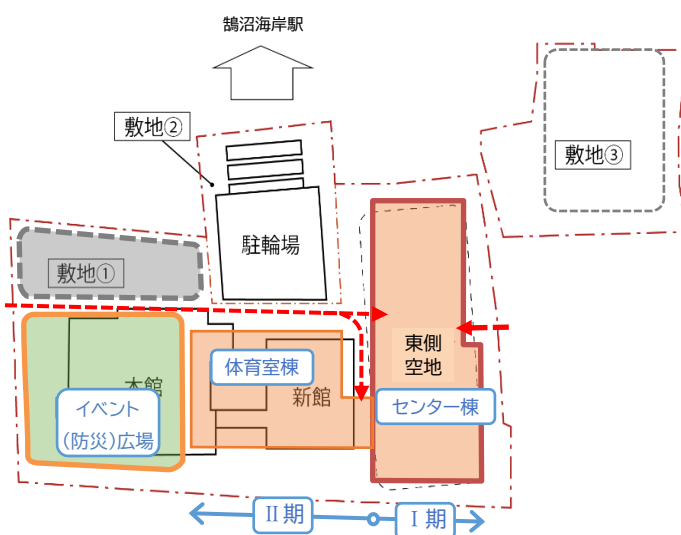 鵠沼海岸駅
敷地②
敷地③
駐輪場
敷地①
東側
空地
体育室棟
本館
新館
イベント
(防災)広場
センター棟
Ⅱ期
Ⅰ期